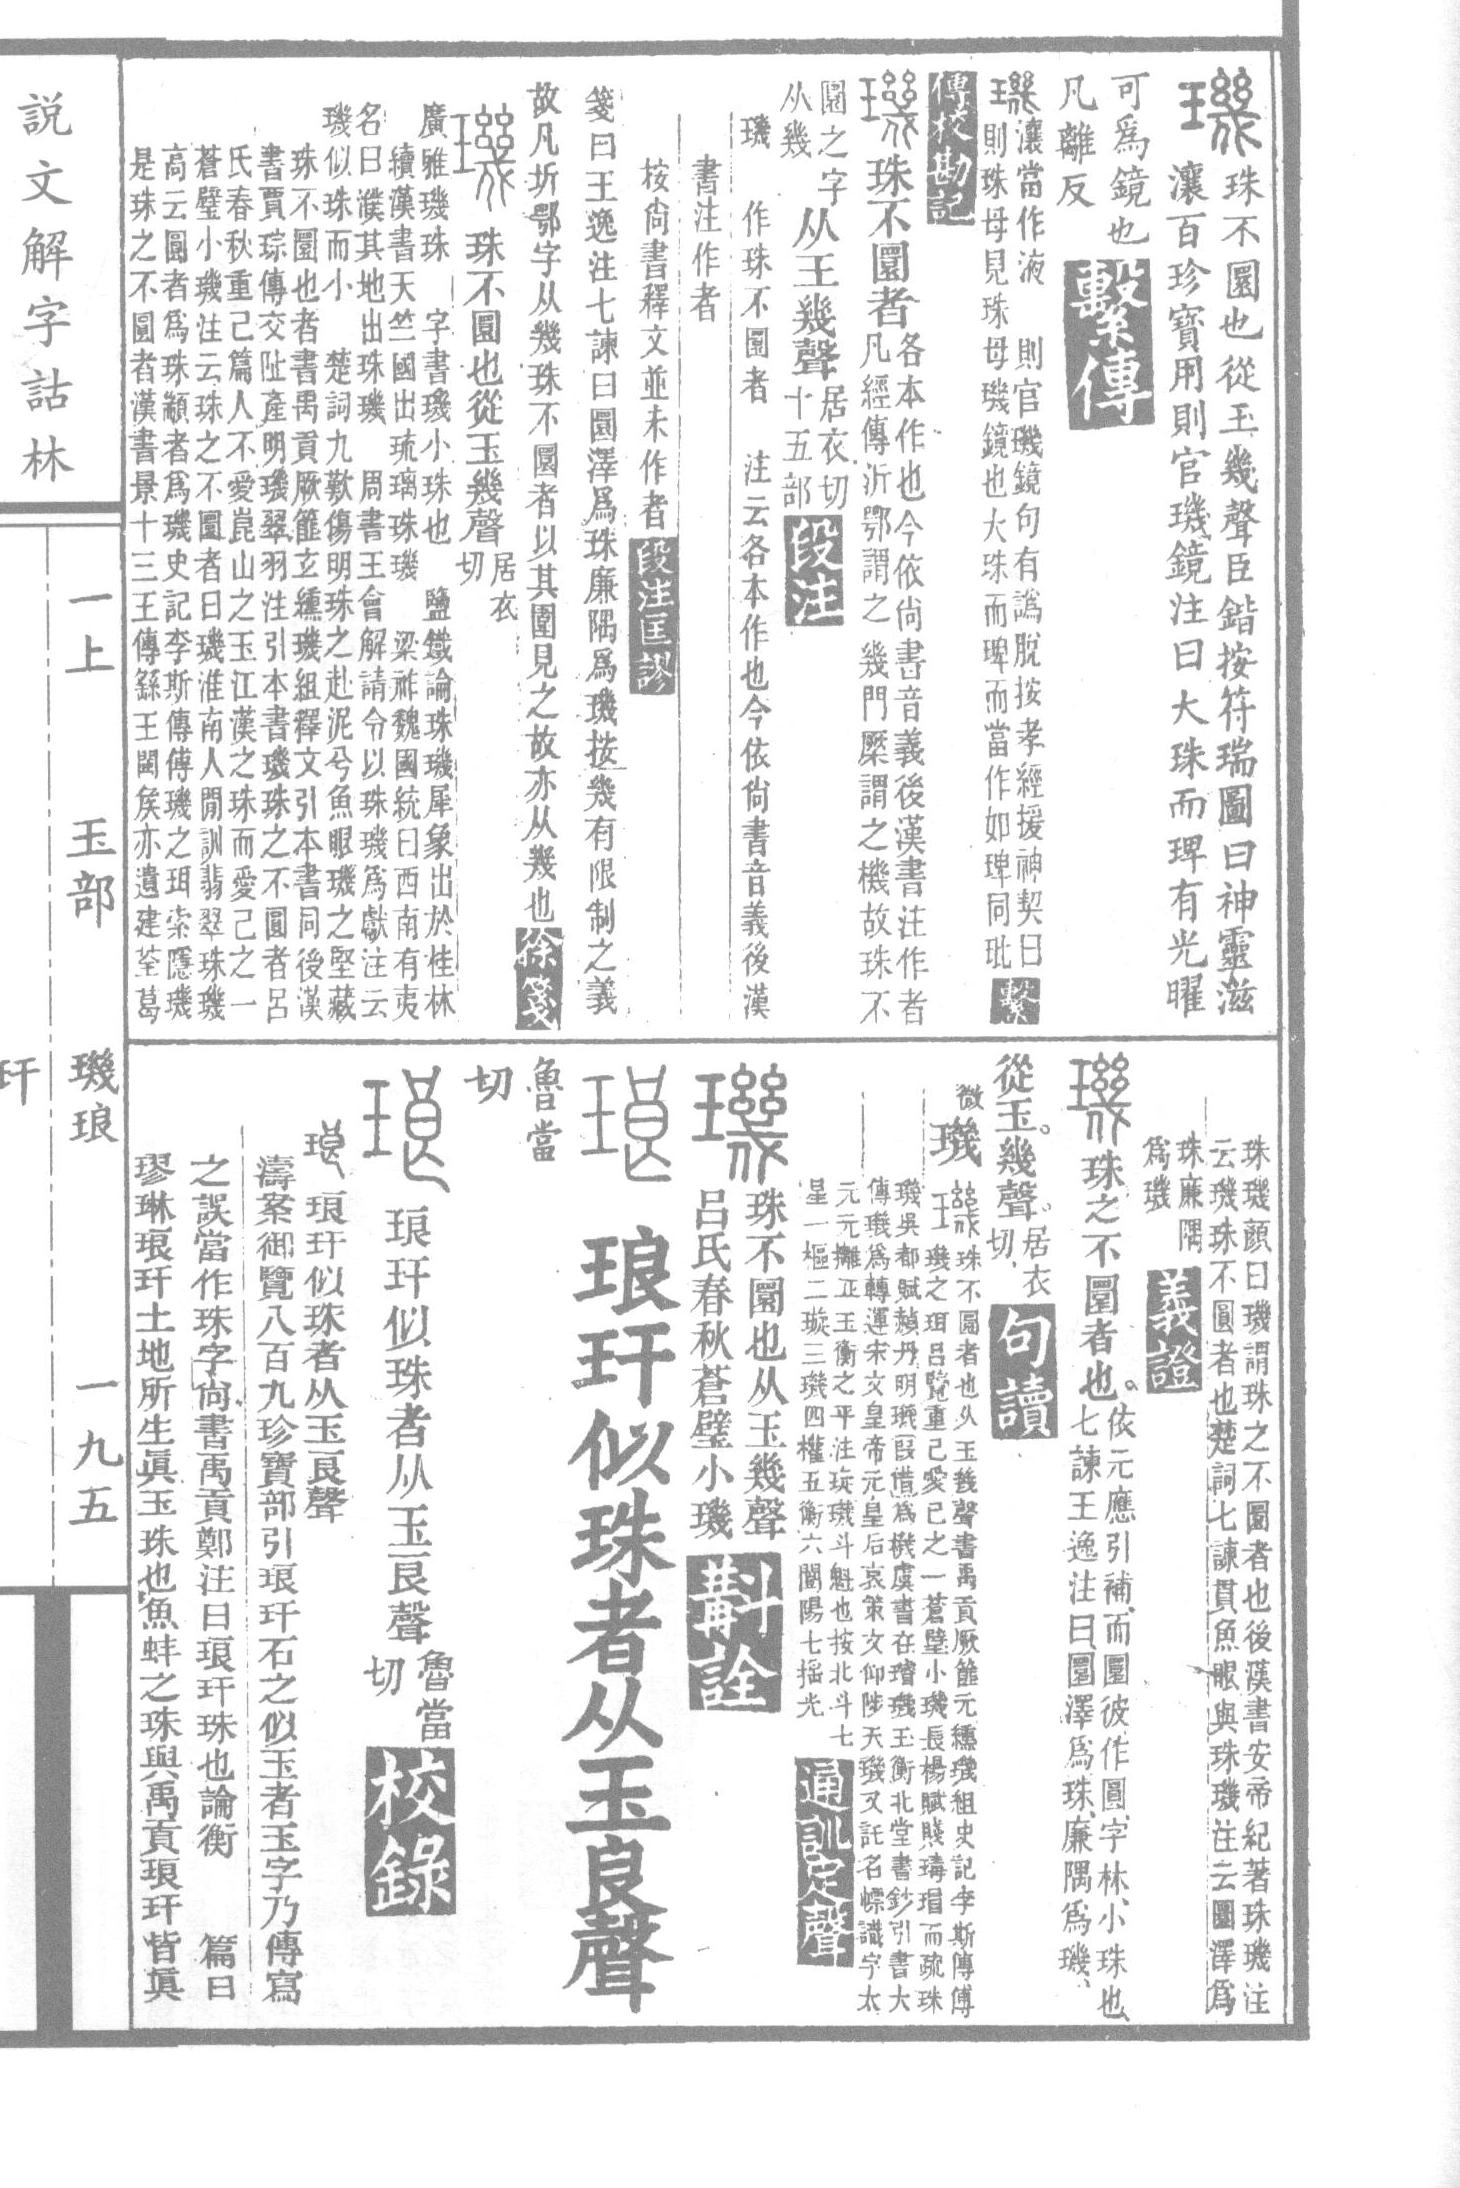 珠不圜也從玉幾聲臣鍇按符瑞圖曰神靈滋
瀼百珍寶用則官璣鏡注曰大珠而琕有光曜
可爲鏡也
凡離反
繫傳
瀼當作液 則官璣鏡句有譌脫按孝經援神契曰
則珠母見珠母璣鏡也大珠而琕而當作如琕同玭
繫傳校勘記
珠不圜者
各本作也今依尙書音義後漢書注作者
凡經傳沂鄂謂之幾門橜謂之機故珠不
圜之字
从幾
从王幾聲
居衣切
十五部
段注
璣 作珠不圜者 注云各本作也今依尙書音義後漢
書注作者
桉尙書釋文並未作者
段注匡謬
箋曰王逸注七諫曰圜澤爲珠廉隅爲璣按幾有限制之義
故凡圻鄂字从幾珠不圜者以其圍見之故亦从幾也
徐箋
珠不圜也從玉幾聲
居衣
切
廣雅璣珠 字書璣小珠也 鹽鐵論珠璣犀象出於桂林
續漢書天竺國出琉璃珠璣 梁祚魏國統曰西南有夷
名曰濮其地出珠璣 周書王會解請令以珠璣爲獻注云
璣似珠而小 楚詞九歎傷明珠之赴泥兮魚眼璣之堅藏
珠不圜也者書禹貢厥篚玄纁璣組釋文引本書同後漢
書賈琮傳交阯產明璣翠羽注引本書璣珠之不圜者呂
氏春秋重己篇人不愛崑山之玉江漢之珠而愛己之一
蒼璧小璣注云珠之不圜者曰璣淮南人閒訓翡翠珠璣
高云圜者爲珠纇者爲璣史記李斯傳傅璣之珥索隱璣
是珠之不圓者漢書景十三王傳繇王閩矦亦遺建荃葛
珠璣顔曰璣謂珠之不圜者也後漢書安帝紀著珠璣注
云璣珠不圓者也楚詞七諫貫魚眼與珠璣注云圜澤爲
珠廉隅
爲璣
義證
珠之不圜者也。
依元應引補、而圜彼作圓、字林、小珠也
七諫王逸注曰、圜澤爲珠、廉隅爲璣、
從玉。幾聲。
居衣
切、
句讀
微
璣
珠不圜者也从玉幾聲書禹貢厥篚元纁璣組史記李斯傳傅
璣之珥呂覽重己愛己之一蒼璧小璣長楊賦賤瑇瑁而疏珠
璣吳都賦赬丹明璣叚借爲機虞書在璿璣玉衡北堂書鈔引書大
傳璣爲轉運宋文皇帝元皇后哀策文仰陟天璣又託名幖識字太
元元攡正玉衡之平注琁璣斗魁也按北斗七
星一樞二璇三璣四權五衡六闓陽七搖光
通訓定聲
珠不圜也从玉幾聲
呂氏春秋蒼璧小璣
斠詮
琅玕似珠者从玉良聲
魯當
切
琅玕似珠者从玉良聲
魯當
切
校錄
琅玕似珠者从玉良聲
濤案御覽八百九珍寶部引琅玕石之似玉者玉字乃傳寫
之誤當作珠字尙書禹貢鄭注曰琅玕珠也論衡 篇曰
璆琳琅玕土地所生眞玉珠也魚蚌之珠與禹貢琅玕皆眞
說文解字詁林
一上 玉部 璣琅 一九五
玕